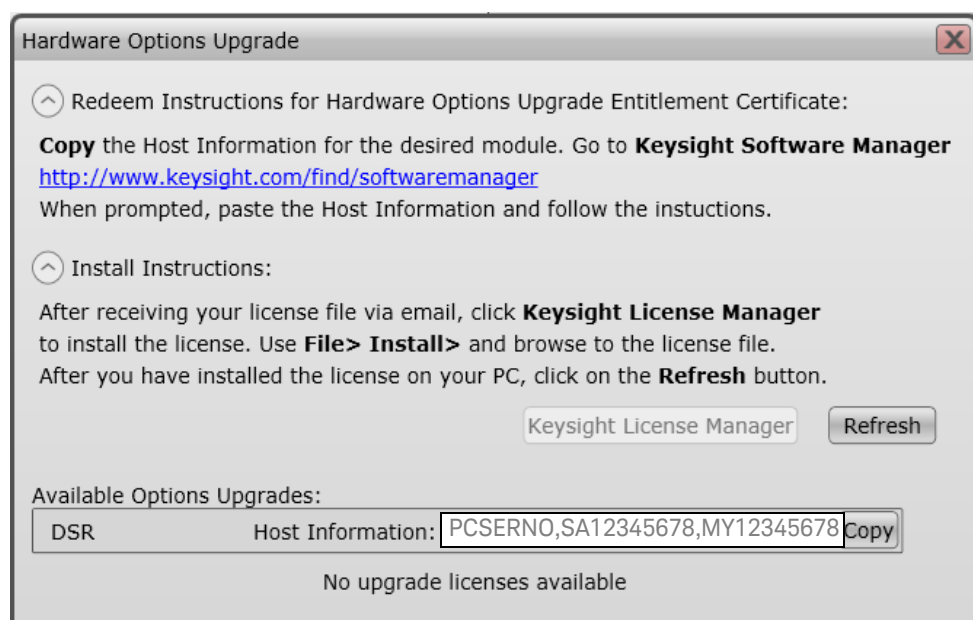 Hardware Options Upgrade
Redeem Instructions for Hardware Options Upgrade Entitlement Certificate:
Copy the Host Information for the desired module. Go to Keysight Software Manager
http://www.keysight.com/find/softwaremanager
When prompted, paste the Host Information and follow the instuctions.
Install Instructions:
After receiving your license file via email, click Keysight License Manager
to install the license. Use File> Install> and browse to the license file.
After you have installed the license on your PC, click on the Refresh button.
Keysight License Manager Refresh
Available Options Upgrades:
DSR Host Information: PCSERNO,SA12345678,MY12345678 Copy
No upgrade licenses available